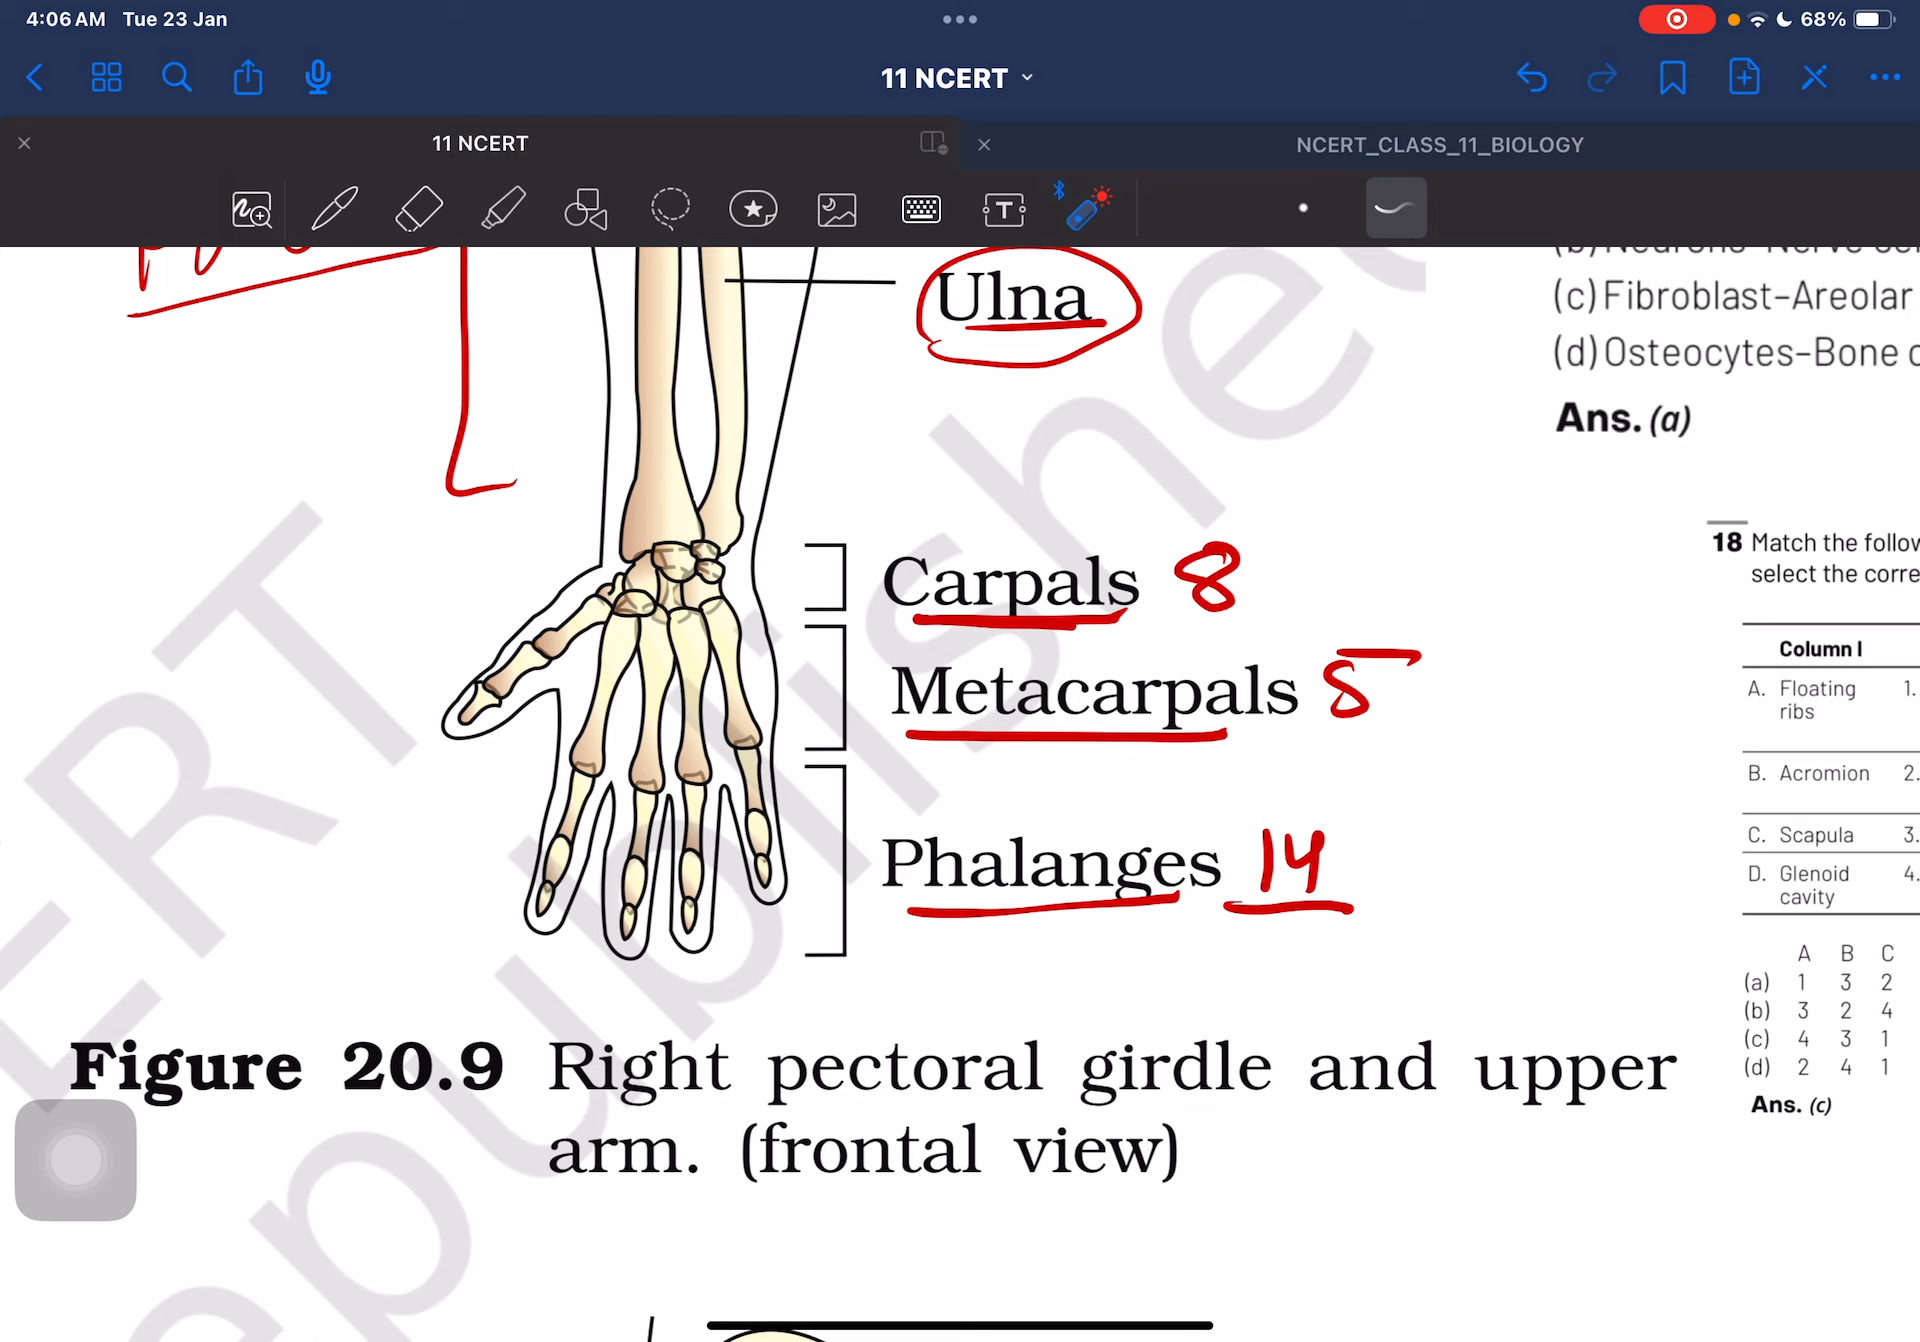 4:06 AM Tue 23 Jan
68%
11 NCERT
11 NCERT
NCERT_CLASS_11_BIOLOGY
Ulna
Carpals 8
Metacarpals 5
Phalanges 14
Figure 20.9 Right pectoral girdle and upper
arm. (frontal view)
(c) Fibroblast–Areolar
(d) Osteocytes–Bone c
Ans. (a)
18 Match the follow
select the corre
Column I
A. Floating 1.
ribs
B. Acromion 2.
C. Scapula 3.
D. Glenoid 4.
cavity
A B C
(a) 1 3 2
(b) 3 2 4
(c) 4 3 1
(d) 2 4 1
Ans. (c)